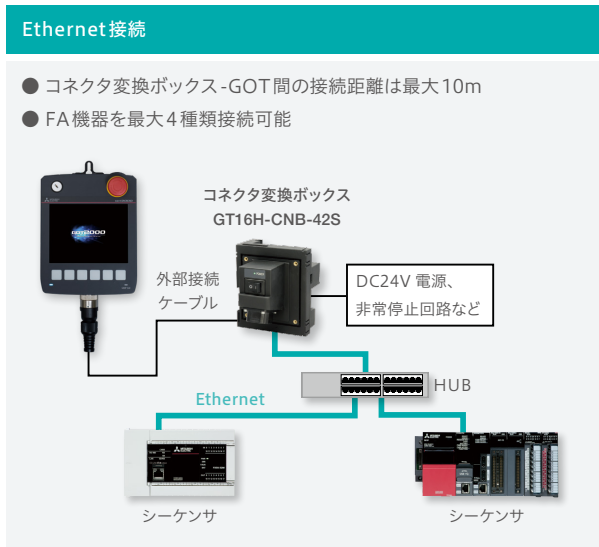 Ethernet接続
● コネクタ変換ボックス-GOT間の接続距離は最大10m
● FA機器を最大4種類接続可能
コネクタ変換ボックス
GT16H-CNB-42S
GOT2000
外部接続
ケーブル
DC24V 電源、
非常停止回路など
HUB
Ethernet
シーケンサ
シーケンサ